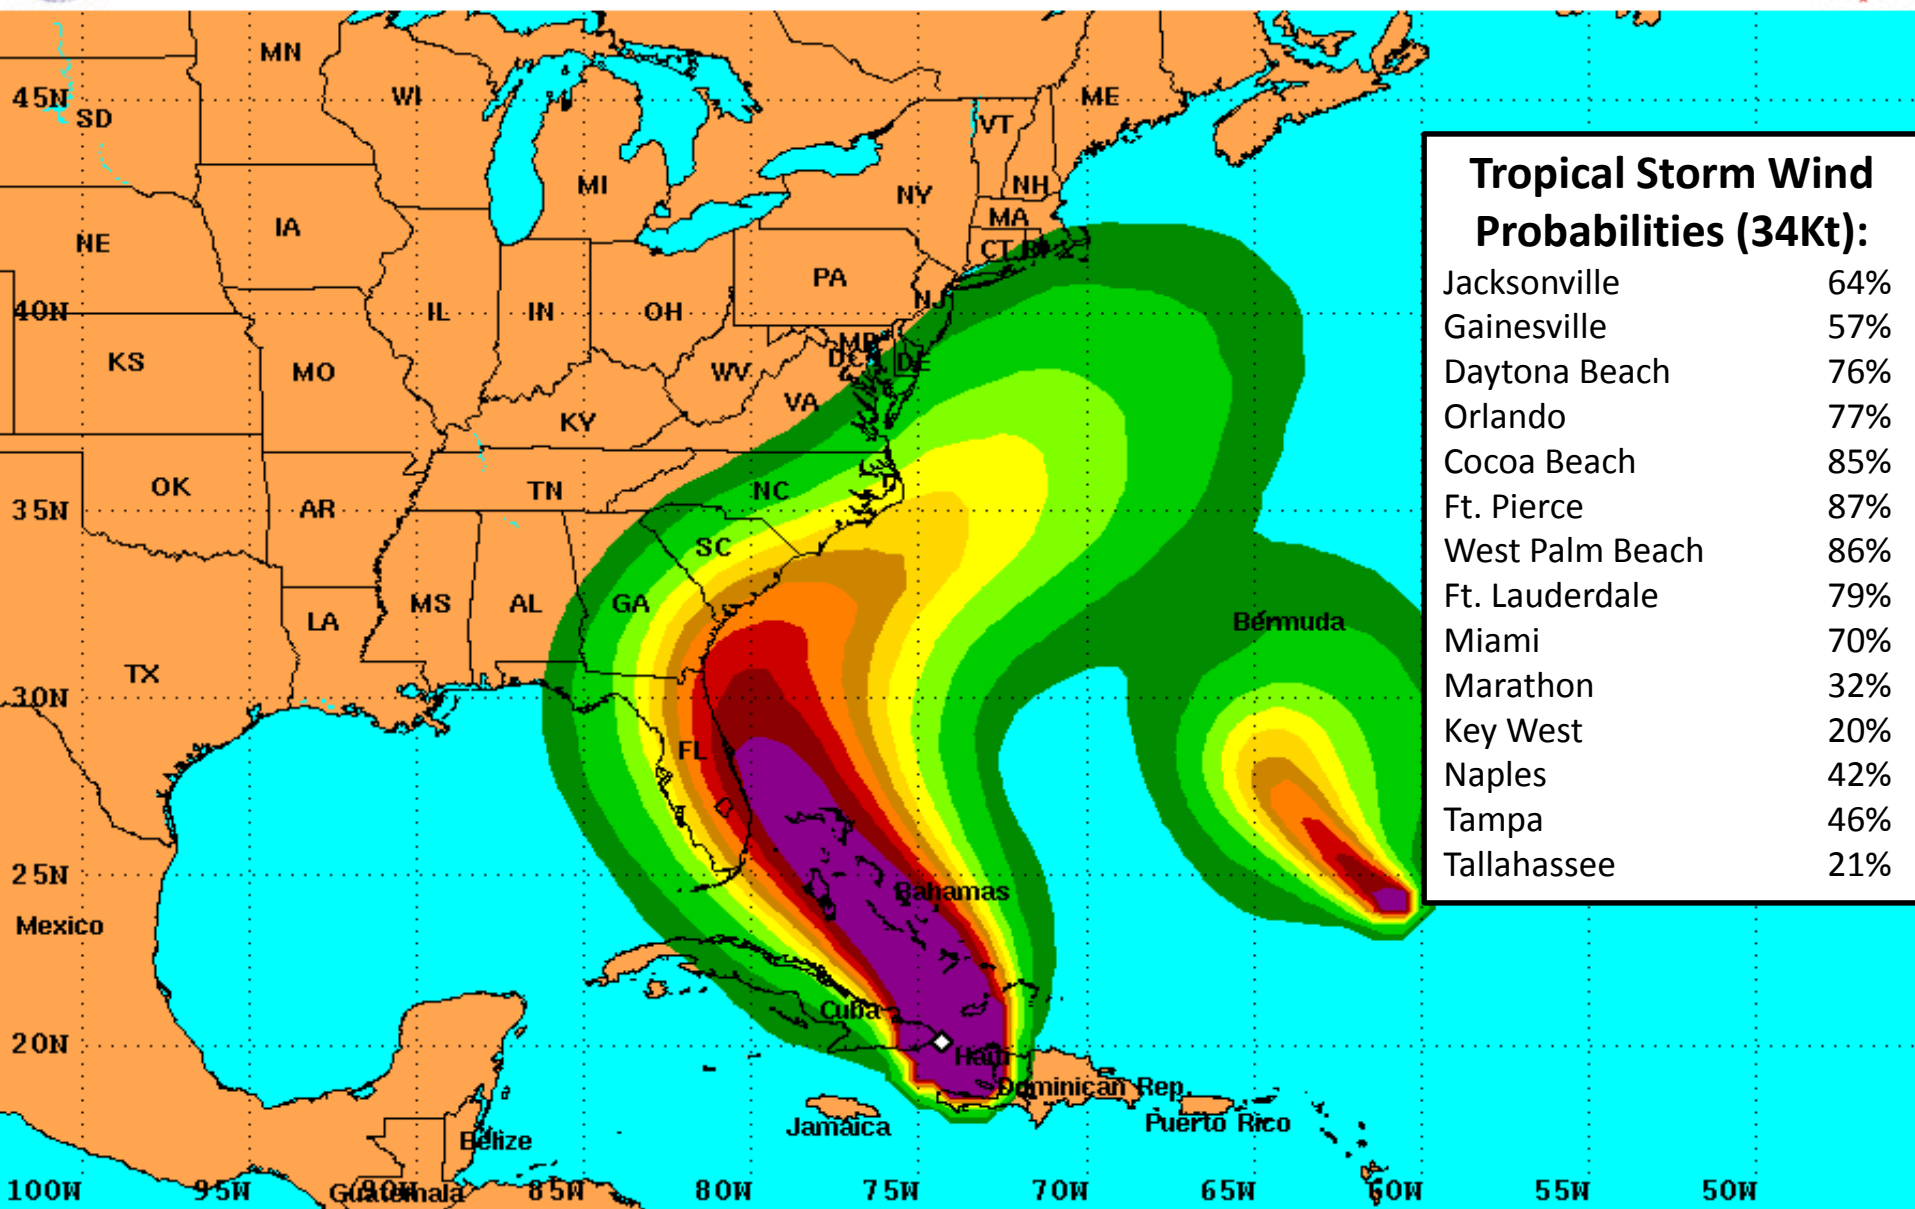 MN
45N
WI
ME
SD
VT
MI
NH
NY
MA
IA
NE
CT
PA
NJ
40N
IL
IN
OH
MD
DE
KS
MO
WV
VA
KY
OK
TN
NC
35N
AR
SC
MS
AL
GA
LA
Bermuda
TX
30N
FL
25N
Bahamas
Mexico
Cuba
20N
Haiti
Dominican Rep.
Jamaica
Puerto Rico
Belize
100W 95W 90W 85W 80W 75W 70W 65W 60W 55W 50W
Guatemala
Tropical Storm Wind
Probabilities (34Kt):
Jacksonville 64%
Gainesville 57%
Daytona Beach 76%
Orlando 77%
Cocoa Beach 85%
Ft. Pierce 87%
West Palm Beach 86%
Ft. Lauderdale 79%
Miami 70%
Marathon 32%
Key West 20%
Naples 42%
Tampa 46%
Tallahassee 21%